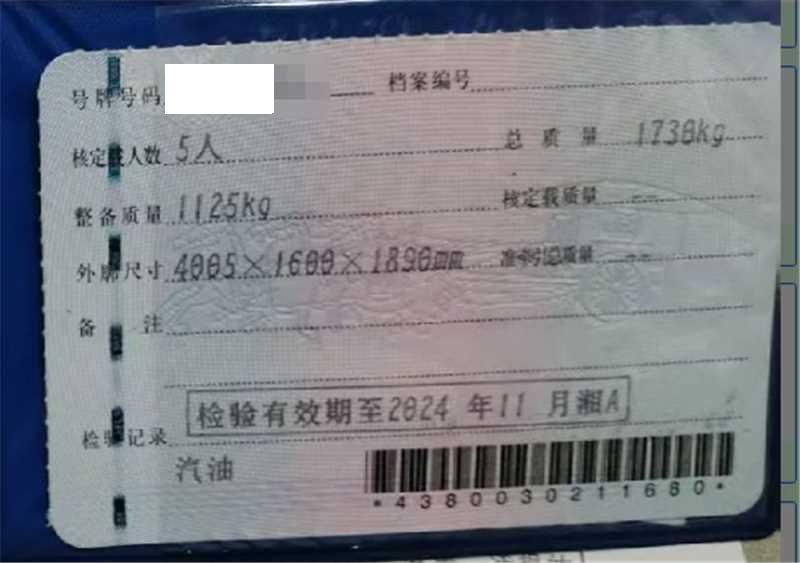 号牌号码 档案编号
核定载人数 5人 总质量 1730kg
整备质量 1125kg 核定载质量 --
外廓尺寸 4005×1600×1890mm 准牵引总质量 --
备注
检验有效期至2024年11月湘A
检验记录
汽油
*4380030211680*